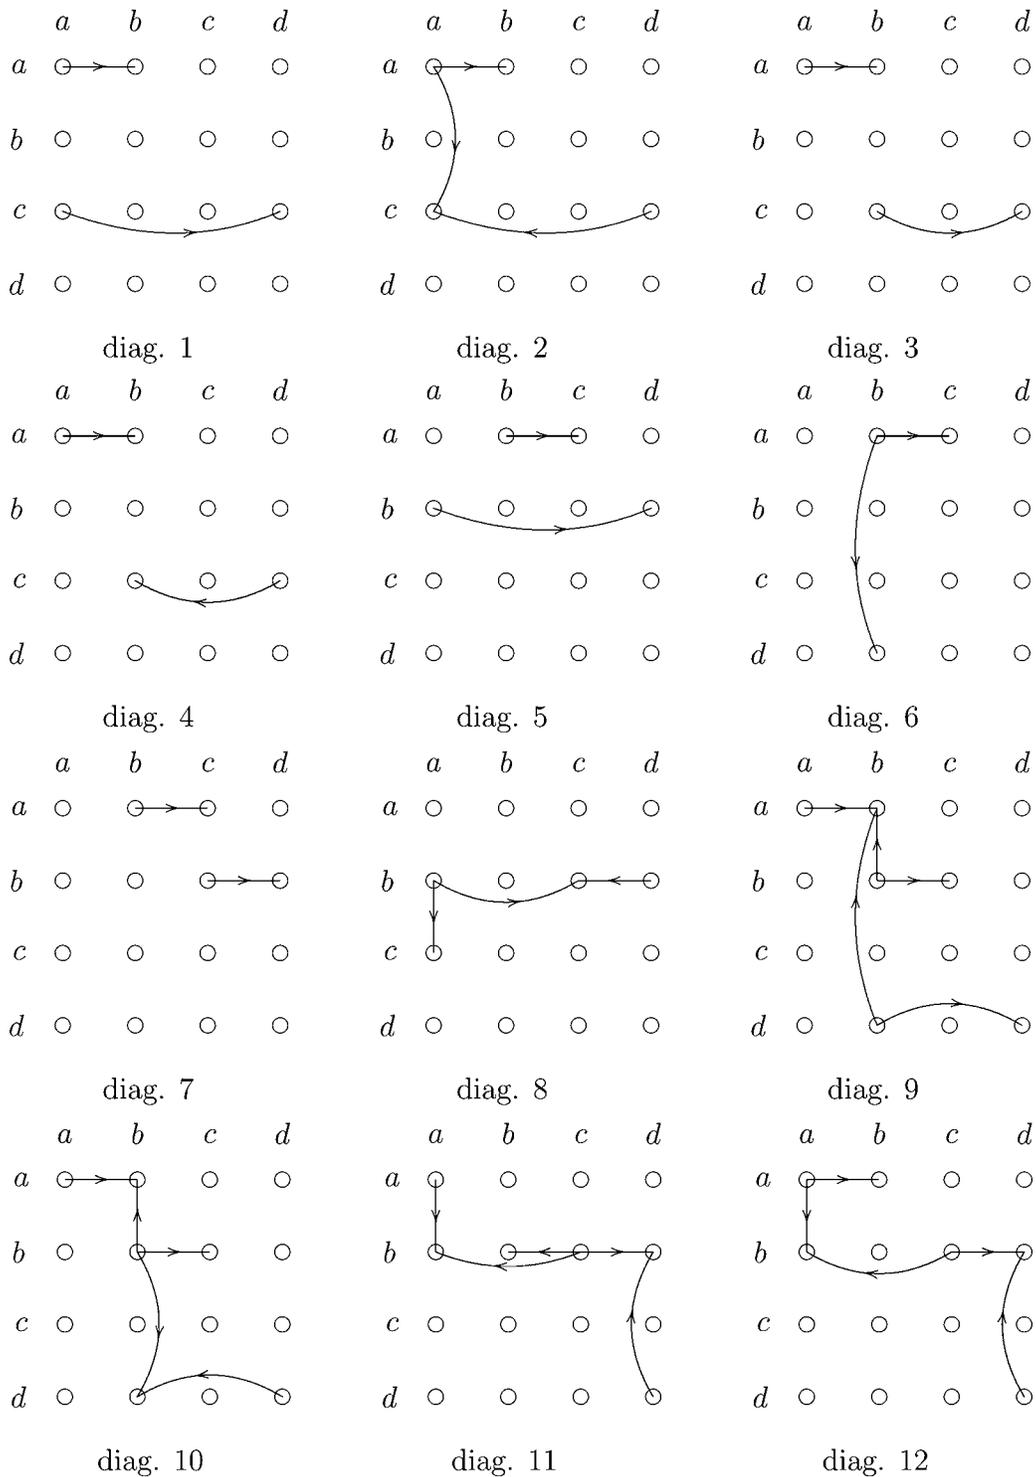 a b c d a b c d a b c d
a a a
b b b
c c c
d d d
diag. 1 diag. 2 diag. 3
a b c d a b c d a b c d
a a a
b b b
c c c
d d d
diag. 4 diag. 5 diag. 6
a b c d a b c d a b c d
a a a
b b b
c c c
d d d
diag. 7 diag. 8 diag. 9
a b c d a b c d a b c d
a a a
b b b
c c c
d d d
diag. 10 diag. 11 diag. 12